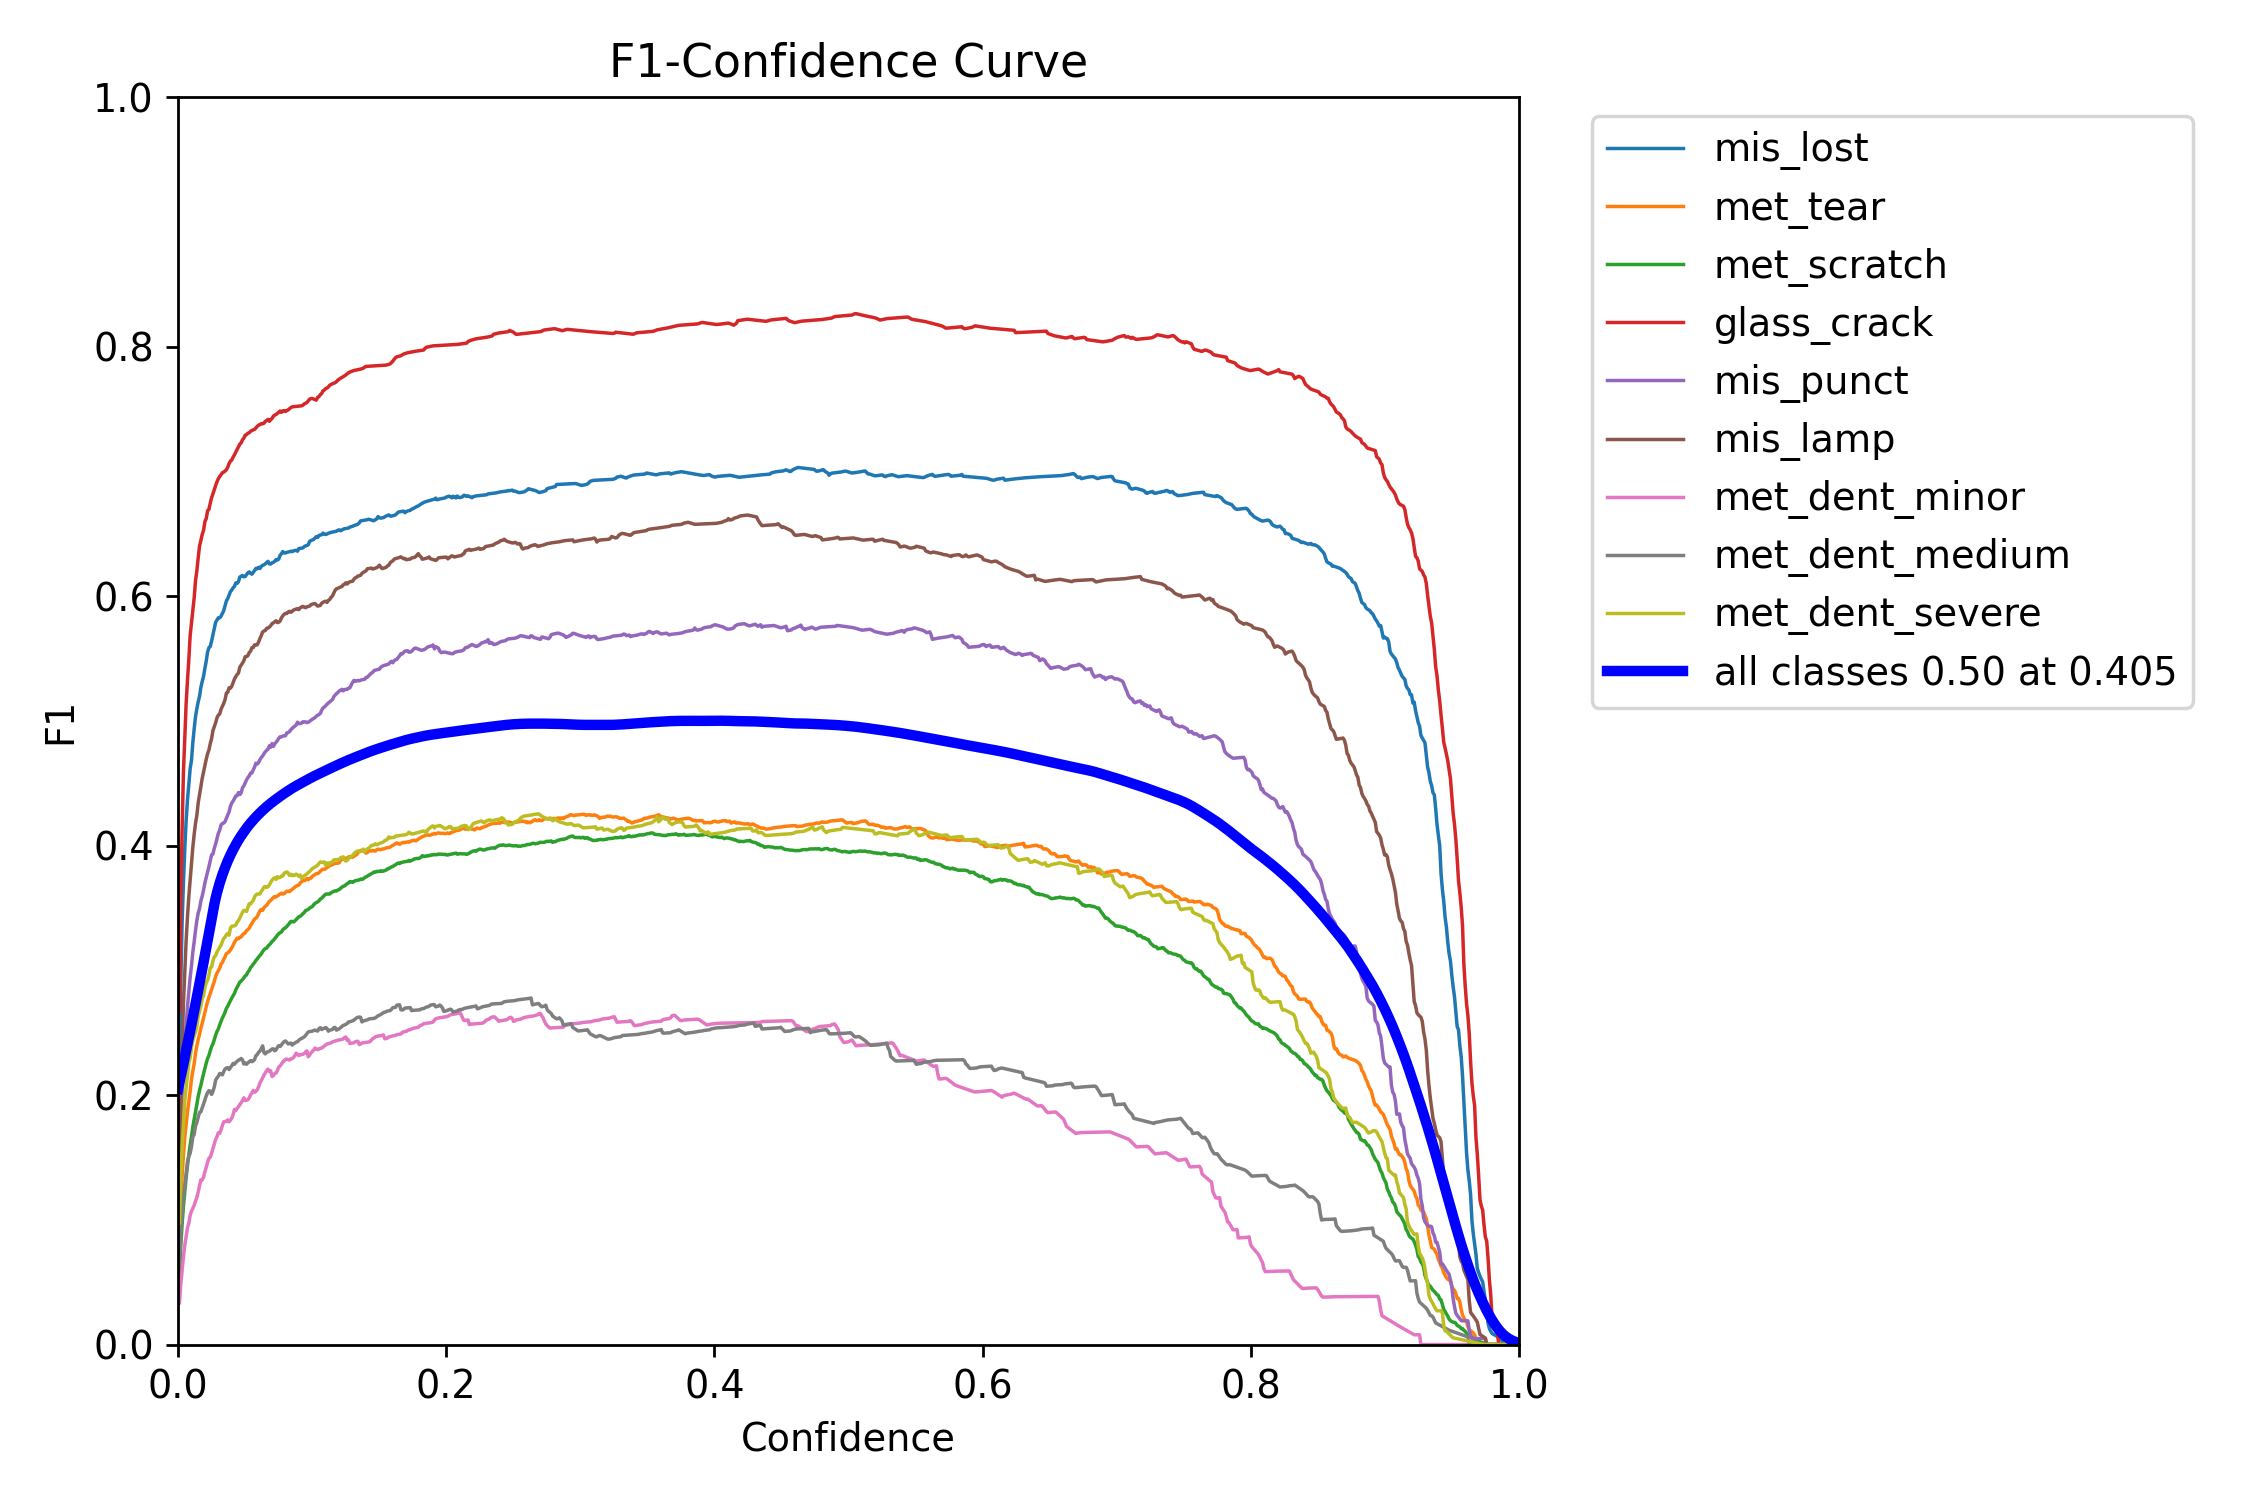 F1-Confidence Curve
1.0
0.8
0.6
0.4
0.2
0.0
F1
0.0 0.2 0.4 0.6 0.8 1.0
Confidence
mis_lost
met_tear
met_scratch
glass_crack
mis_punct
mis_lamp
met_dent_minor
met_dent_medium
met_dent_severe
all classes 0.50 at 0.405